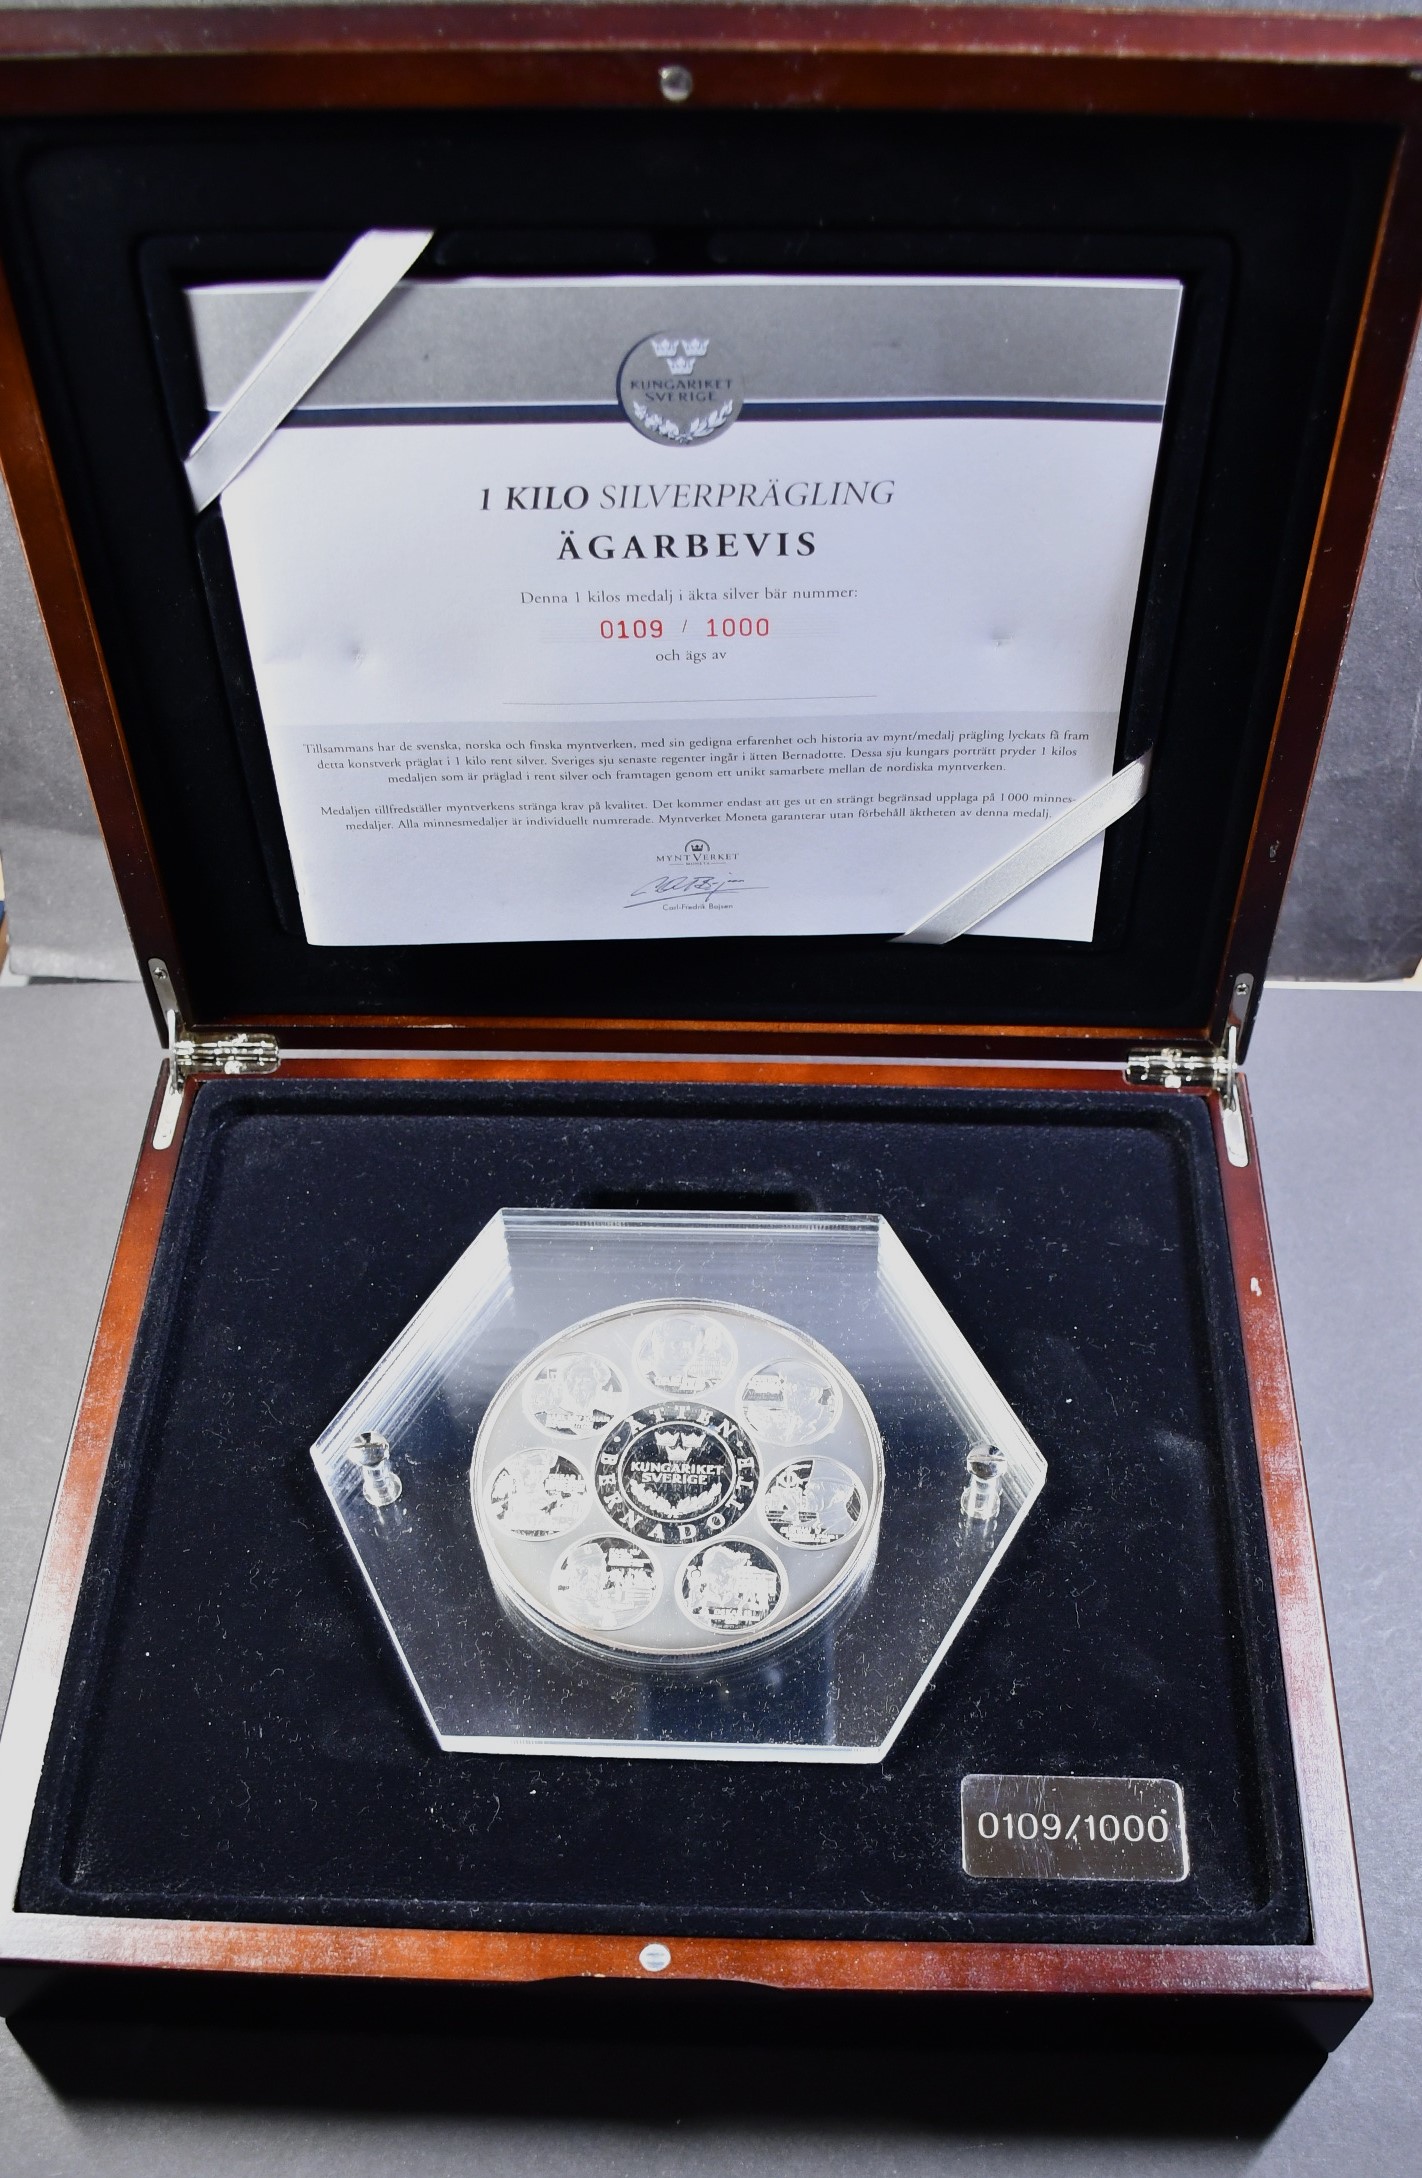 KUNGARIKET
SVERIGE
1 KILO SILVERPRÄGLING
ÄGARBEVIS
Denna 1 kilos medalj i äkta silver bär nummer:
0109 / 1000
och ägs av
Tillsammans har de svenska, norska och finska myntverken, med sin gedigna erfarenhet och historia av mynt/medalj prägling lyckats få fram
detta konstverk präglat i 1 kilo rent silver. Sveriges sju senaste regenter ingår i ätten Bernadotte. Dessa sju kungars porträtt pryder 1 kilos
medaljen som är präglad i rent silver och framtagen genom ett unikt samarbete mellan de nordiska myntverken.
Medaljen tillfredställer myntverkens stränga krav på kvalitet. Det kommer endast att ges ut en strängt begränsad upplaga på 1000 minnes-
medaljer. Alla minnesmedaljer är individuellt numrerade. Myntverket Moneta garanterar utan förbehåll äktheten av denna medalj.
MYNTVERKET
MONETA
Carl-Fredrik Bojsen
ÄTTEN
BERNADOTTE
KUNGARIKET
SVERIGE
0109/1000